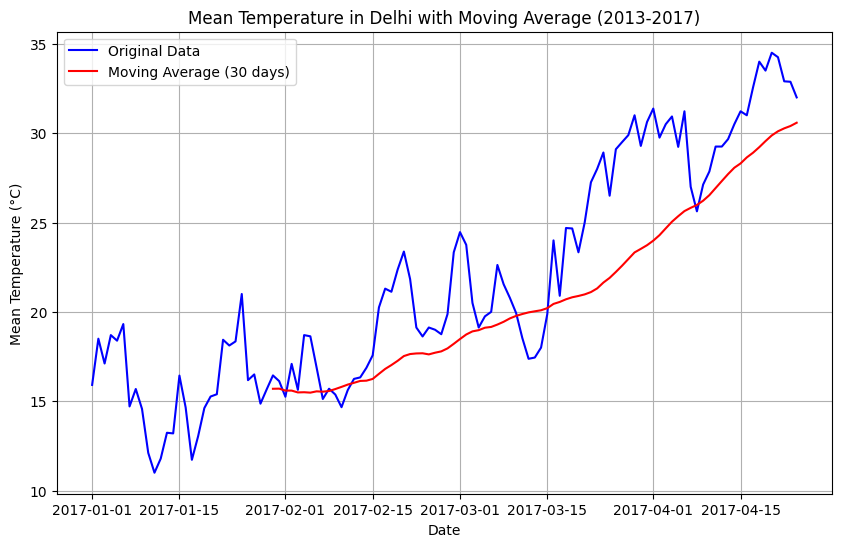 Mean Temperature in Delhi with Moving Average (2013-2017)
Original Data
Moving Average (30 days)
Mean Temperature (°C)
35
30
25
20
15
10
2017-01-01 2017-01-15 2017-02-01 2017-02-15 2017-03-01 2017-03-15 2017-04-01 2017-04-15
Date